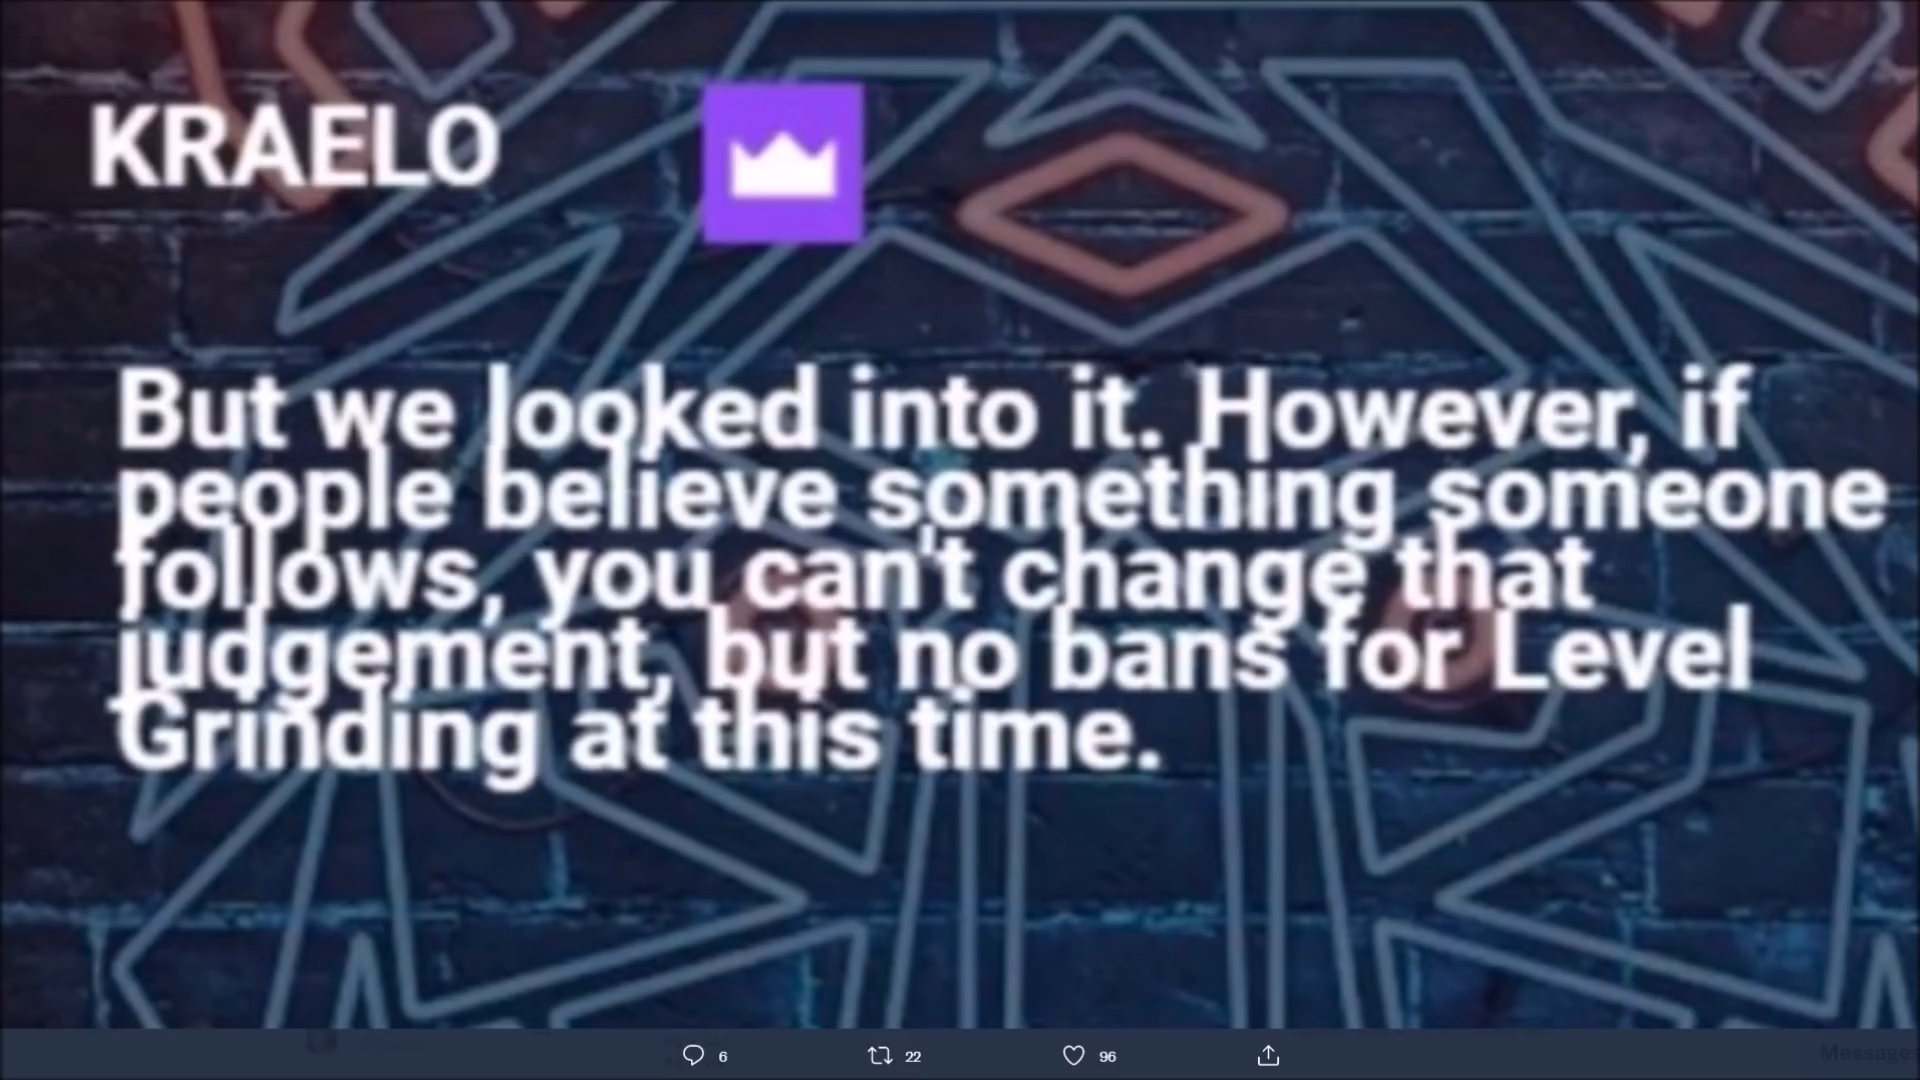 KRAELO
But we looked into it. However, if
people believe something someone
follows, you can't change that
judgement, but no bans for Level
Grinding at this time.
6 22 96
Messages